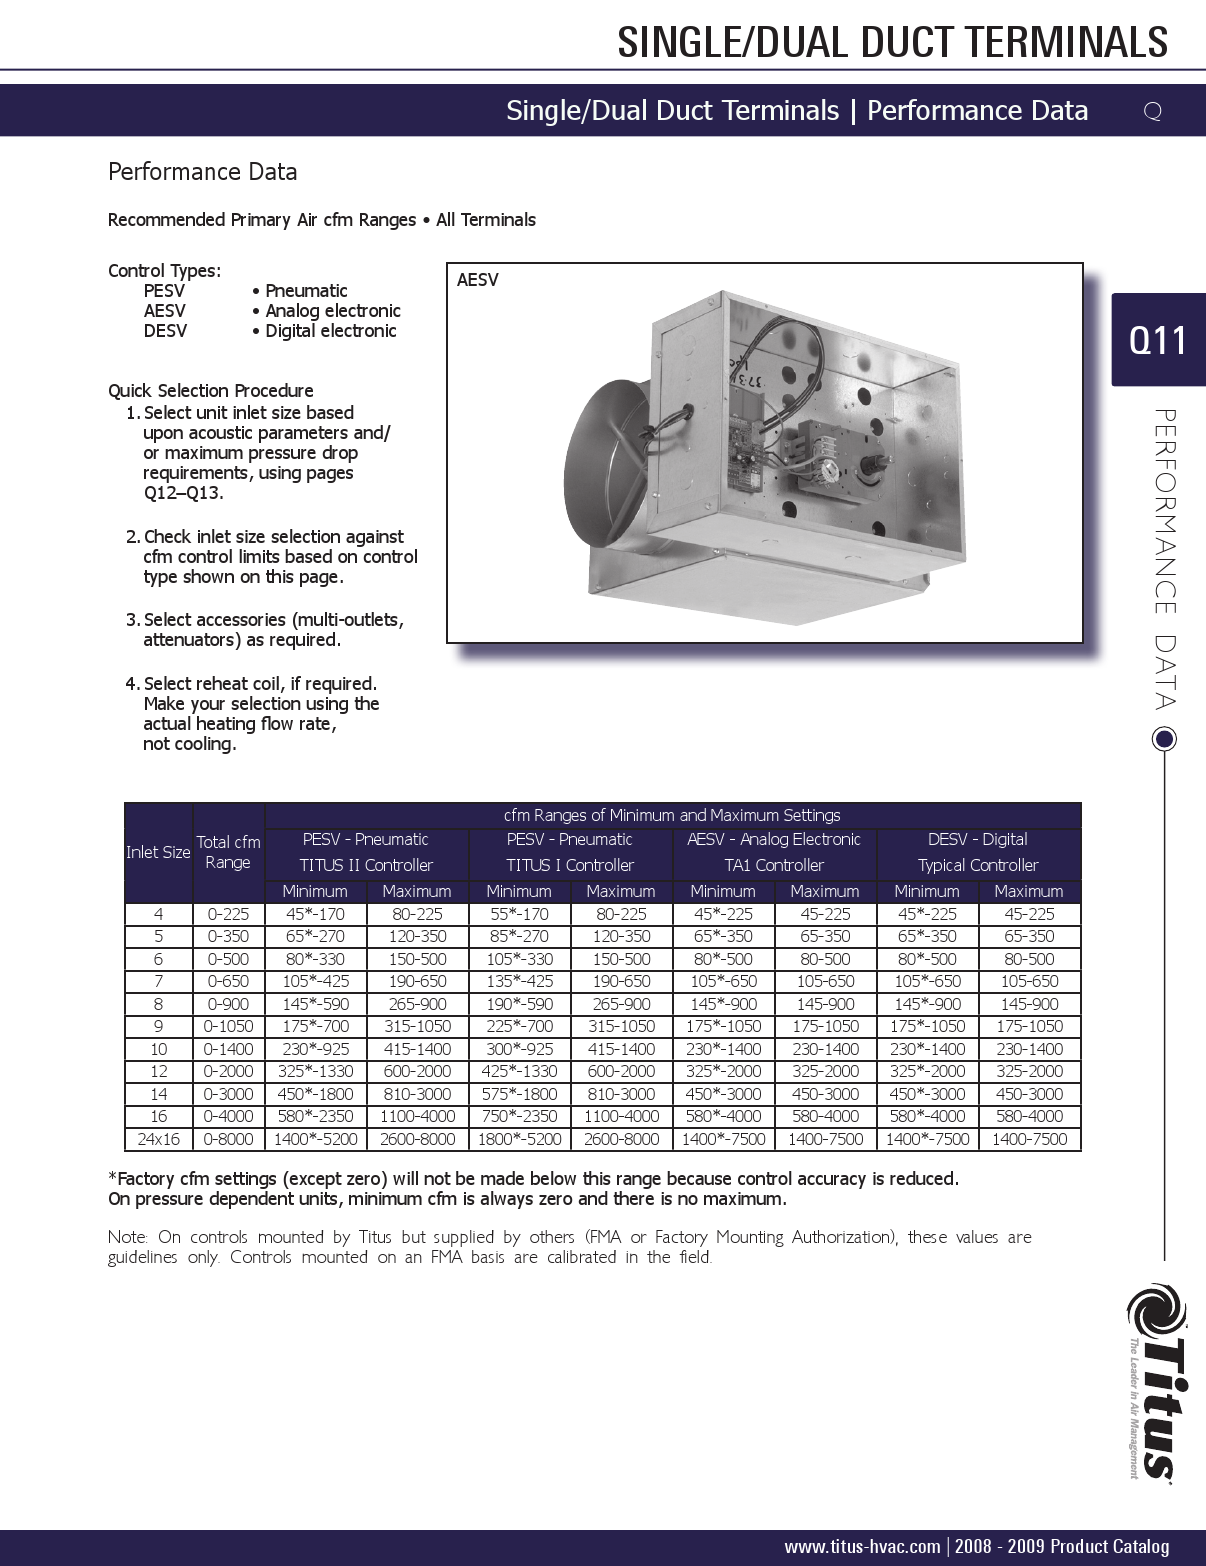 SINGLE/DUAL DUCT TERMINALS
Single/Dual Duct Terminals | Performance Data Q
Performance Data
Recommended Primary Air cfm Ranges • All Terminals
Control Types:
PESV • Pneumatic
AESV • Analog electronic
DESV • Digital electronic
Quick Selection Procedure
1. Select unit inlet size based
upon acoustic parameters and/
or maximum pressure drop
requirements, using pages
Q12–Q13.
2. Check inlet size selection against
cfm control limits based on control
type shown on this page.
3. Select accessories (multi-outlets,
attenuators) as required.
4. Select reheat coil, if required.
Make your selection using the
actual heating flow rate,
not cooling.
AESV
Q11
PERFORMANCE DATA
cfm Ranges of Minimum and Maximum Settings
Inlet Size
Total cfm
Range
PESV - Pneumatic PESV - Pneumatic AESV - Analog Electronic DESV - Digital
TITUS II Controller TITUS I Controller TA1 Controller Typical Controller
Minimum Maximum Minimum Maximum Minimum Maximum Minimum Maximum
4 0-225 45*-170 80-225 55*-170 80-225 45*-225 45-225 45*-225 45-225
5 0-350 65*-270 120-350 85*-270 120-350 65*-350 65-350 65*-350 65-350
6 0-500 80*-330 150-500 105*-330 150-500 80*-500 80-500 80*-500 80-500
7 0-650 105*-425 190-650 135*-425 190-650 105*-650 105-650 105*-650 105-650
8 0-900 145*-590 265-900 190*-590 265-900 145*-900 145-900 145*-900 145-900
9 0-1050 175*-700 315-1050 225*-700 315-1050 175*-1050 175-1050 175*-1050 175-1050
10 0-1400 230*-925 415-1400 300*-925 415-1400 230*-1400 230-1400 230*-1400 230-1400
12 0-2000 325*-1330 600-2000 425*-1330 600-2000 325*-2000 325-2000 325*-2000 325-2000
14 0-3000 450*-1800 810-3000 575*-1800 810-3000 450*-3000 450-3000 450*-3000 450-3000
16 0-4000 580*-2350 1100-4000 750*-2350 1100-4000 580*-4000 580-4000 580*-4000 580-4000
24x16 0-8000 1400*-5200 2600-8000 1800*-5200 2600-8000 1400*-7500 1400-7500 1400*-7500 1400-7500
*Factory cfm settings (except zero) will not be made below this range because control accuracy is reduced.
On pressure dependent units, minimum cfm is always zero and there is no maximum.
Note: On controls mounted by Titus but supplied by others (FMA or Factory Mounting Authorization), these values are
guidelines only. Controls mounted on an FMA basis are calibrated in the field.
Titus
The Leader in Air Management
www.titus-hvac.com | 2008 - 2009 Product Catalog